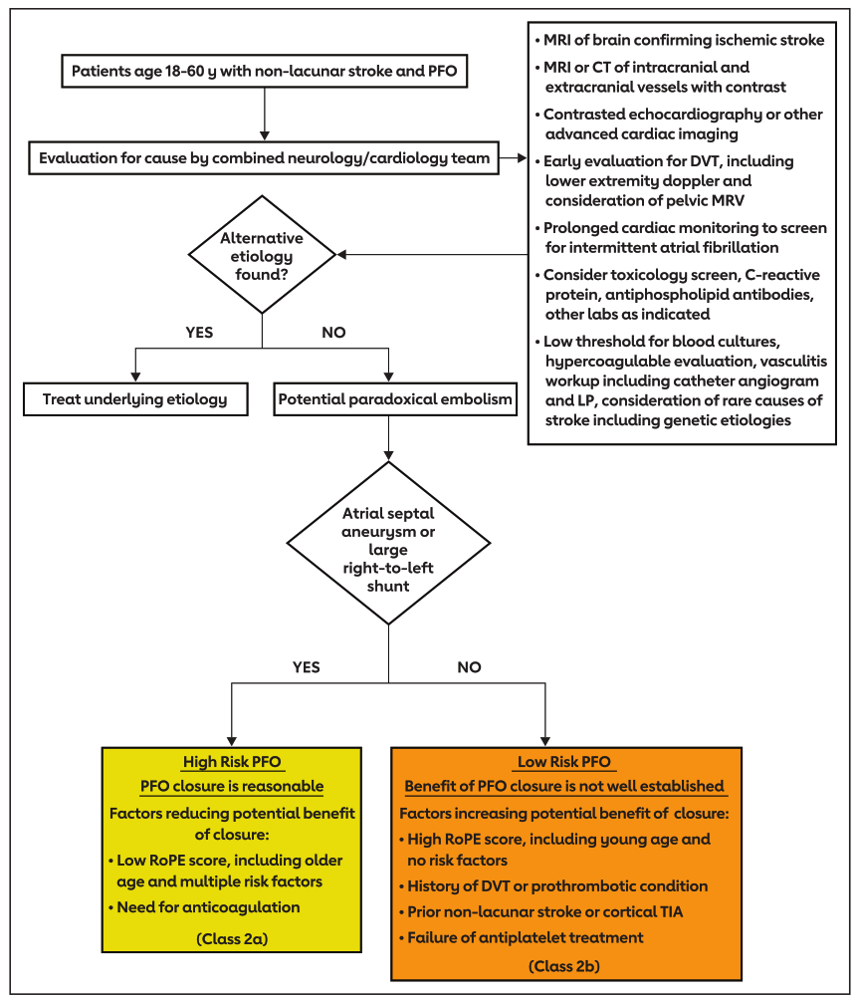 Patients age 18-60 y with non-lacunar stroke and PFO
Evaluation for cause by combined neurology/cardiology team
• MRI of brain confirming ischemic stroke
• MRI or CT of intracranial and
extracranial vessels with contrast
• Contrasted echocardiography or other
advanced cardiac imaging
• Early evaluation for DVT, including
lower extremity doppler and
consideration of pelvic MRV
• Prolonged cardiac monitoring to screen
for intermittent atrial fibrillation
• Consider toxicology screen, C-reactive
protein, antiphospholipid antibodies,
other labs as indicated
• Low threshold for blood cultures,
hypercoagulable evaluation, vasculitis
workup including catheter angiogram
and LP, consideration of rare causes of
stroke including genetic etiologies
Alternative
etiology
found?
YES
NO
Treat underlying etiology
Potential paradoxical embolism
Atrial septal
aneurysm or
large
right-to-left
shunt
YES
NO
High Risk PFO
PFO closure is reasonable
Factors reducing potential benefit
of closure:
• Low RoPE score, including older
age and multiple risk factors
• Need for anticoagulation
(Class 2a)
Low Risk PFO
Benefit of PFO closure is not well established
Factors increasing potential benefit of closure:
• High RoPE score, including young age and
no risk factors
• History of DVT or prothrombotic condition
• Prior non-lacunar stroke or cortical TIA
• Failure of antiplatelet treatment
(Class 2b)